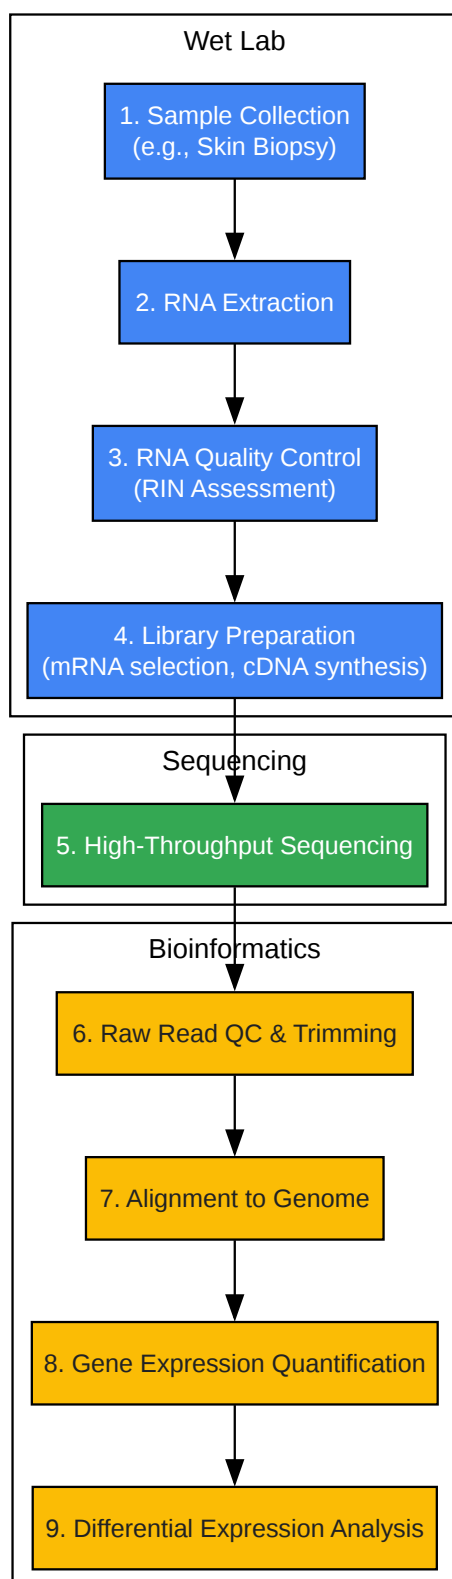 Wet Lab
1. Sample Collection
(e.g., Skin Biopsy)
2. RNA Extraction
3. RNA Quality Control
(RIN Assessment)
4. Library Preparation
(mRNA selection, cDNA synthesis)
Sequencing
5. High-Throughput Sequencing
Bioinformatics
6. Raw Read QC & Trimming
7. Alignment to Genome
8. Gene Expression Quantification
9. Differential Expression Analysis